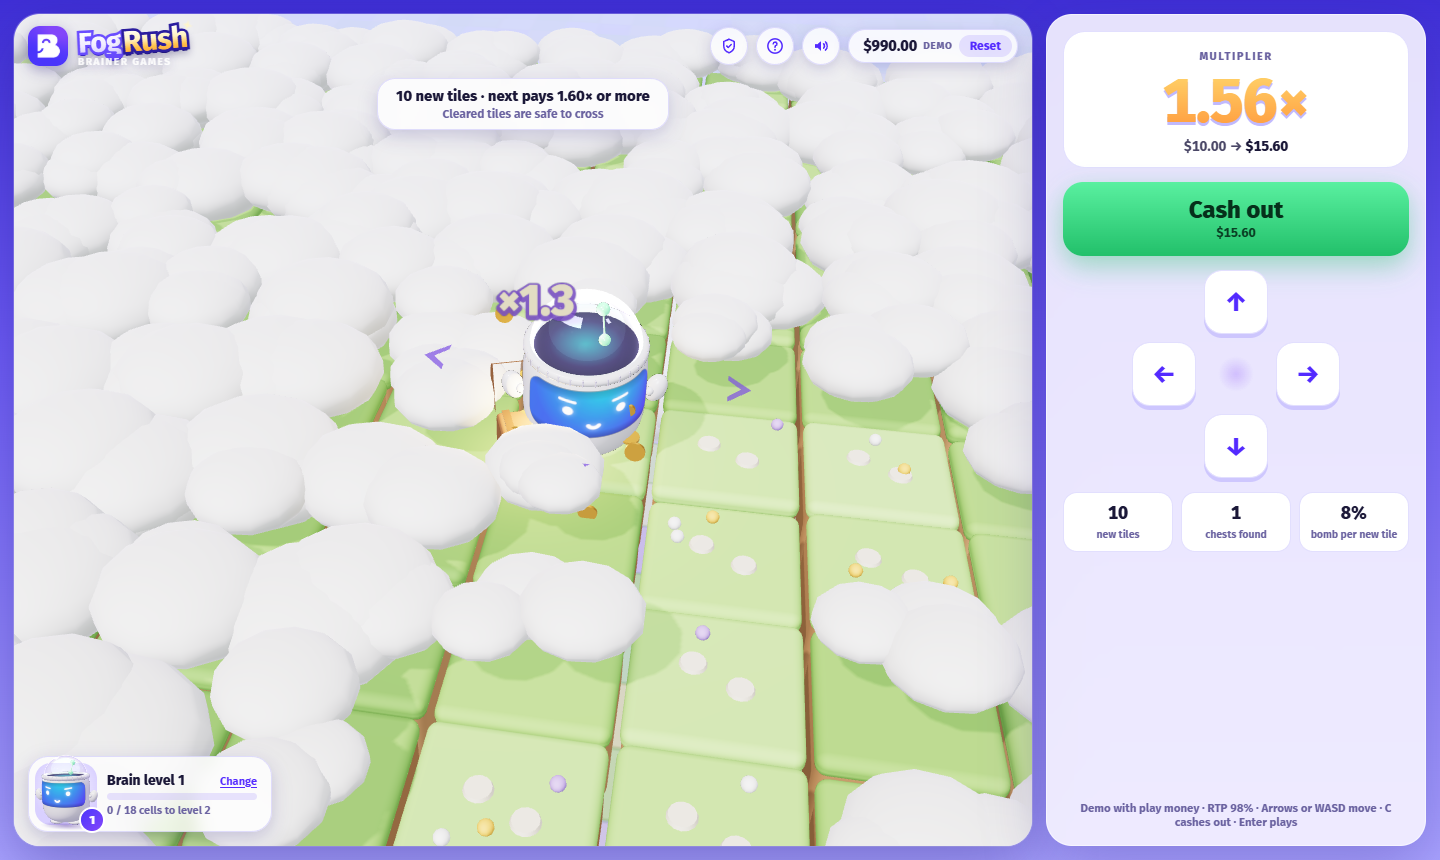 FogRush
BRAINER GAMES
$990.00 DEMO Reset
10 new tiles · next pays 1.60× or more
Cleared tiles are safe to cross
×1.3
Brain level 1 Change
0 / 18 cells to level 2
1
MULTIPLIER
1.56×
$10.00 → $15.60
Cash out
$15.60
10 1 8%
new tiles chests found bomb per new tile
Demo with play money · RTP 98% · Arrows or WASD move · C
cashes out · Enter plays